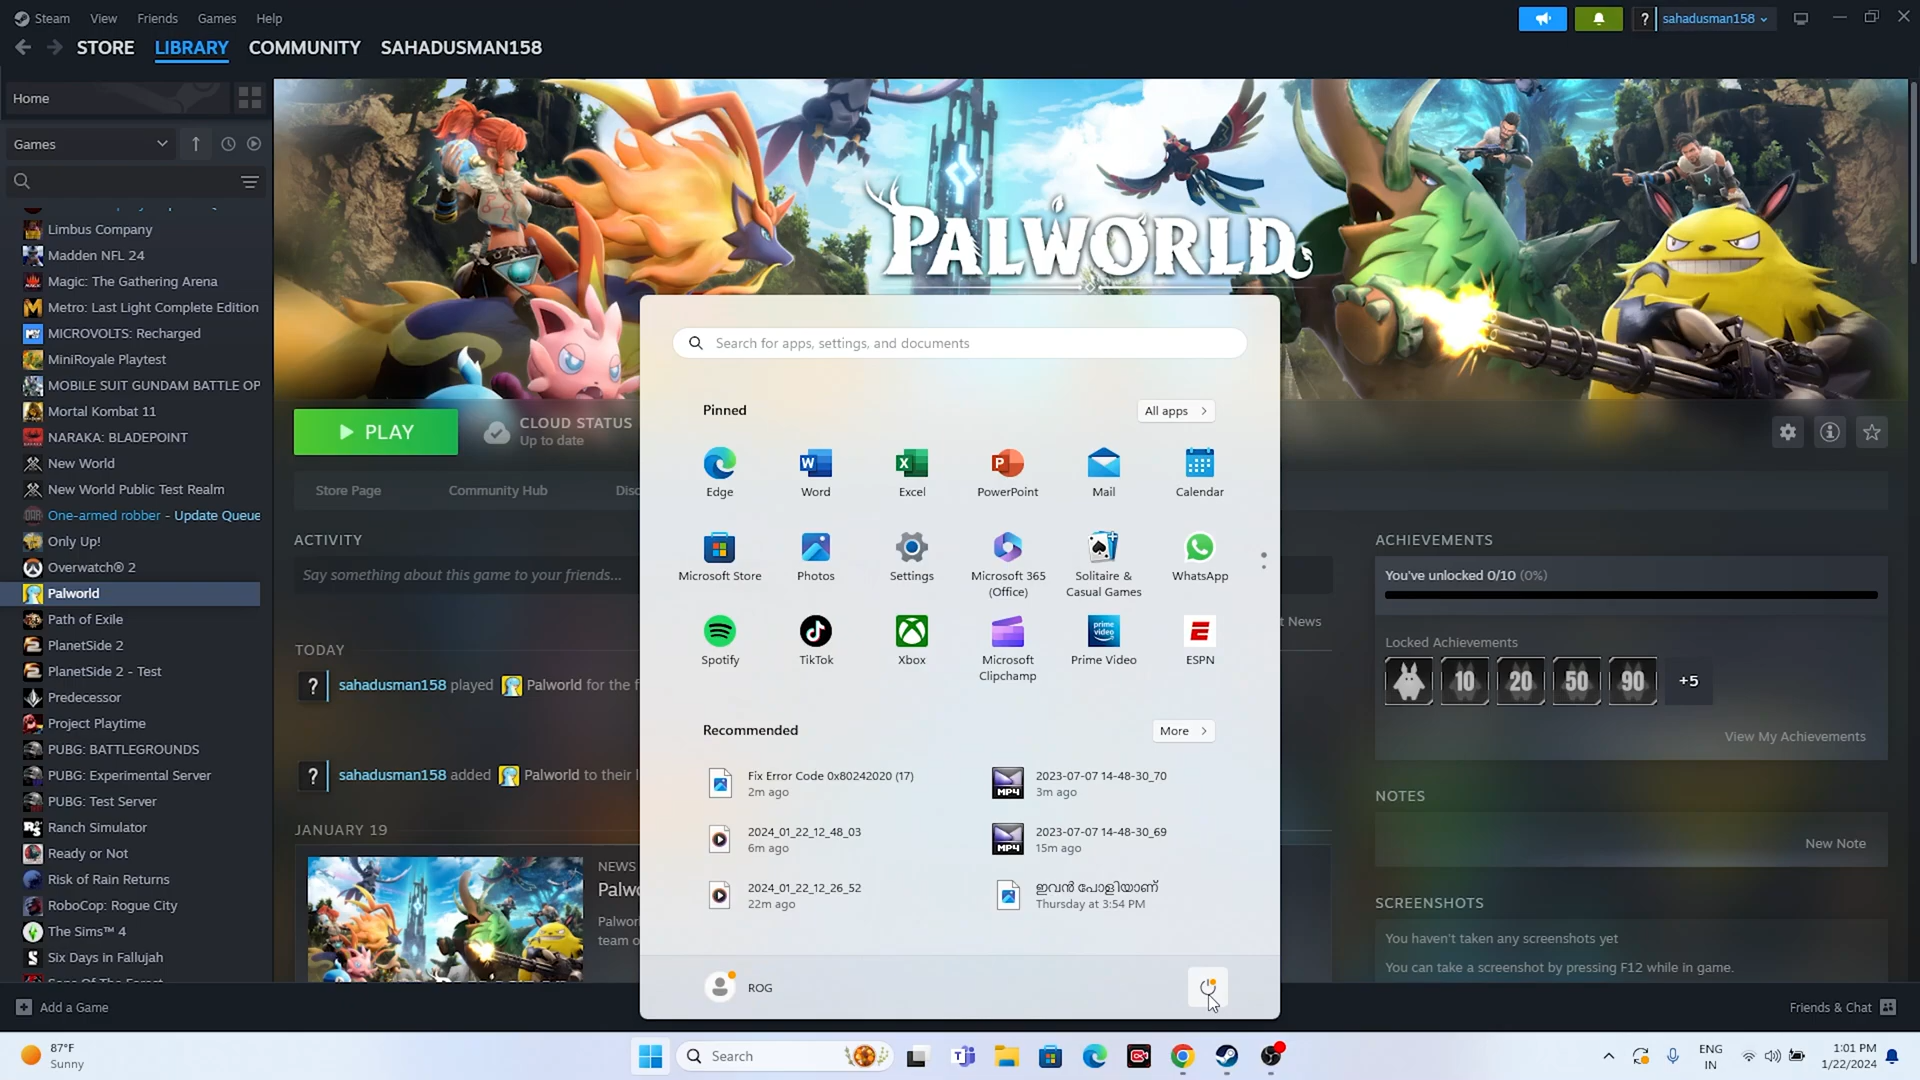 Steam View Friends Games Help
sahadusman158
STORE LIBRARY COMMUNITY SAHADUSMAN158
Home
Games
Limbus Company
Madden NFL 24
Magic: The Gathering Arena
Metro: Last Light Complete Edition
MICROVOLTS: Recharged
MiniRoyale Playtest
MOBILE SUIT GUNDAM BATTLE OP
Mortal Kombat 11
NARAKA: BLADEPOINT
New World
New World Public Test Realm
One-armed robber - Update Queue
Only Up!
Overwatch® 2
Palworld
Path of Exile
PlanetSide 2
PlanetSide 2 - Test
Predecessor
Project Playtime
PUBG: BATTLEGROUNDS
PUBG: Experimental Server
PUBG: Test Server
Ranch Simulator
Ready or Not
Risk of Rain Returns
RoboCop: Rogue City
The Sims™ 4
Six Days in Fallujah
Add a Game
PALWORLD
PLAY
CLOUD STATUS
Up to date
Store Page Community Hub Disc
ACTIVITY
Say something about this game to your friends...
t News
TODAY
sahadusman158 played Palworld for the f
sahadusman158 added Palworld to their l
JANUARY 19
NEWS
Palwo
Palwor
team o
Search for apps, settings, and documents
Pinned
All apps
Edge Word Excel PowerPoint Mail Calendar
Microsoft Store Photos Settings Microsoft 365 (Office) Solitaire & Casual Games WhatsApp
Spotify TikTok Xbox Microsoft Clipchamp Prime Video ESPN
Recommended
More
Fix Error Code 0x80242020 (17)
2m ago
2023-07-07 14-48-30_70
3m ago
2024_01_22_12_48_03
6m ago
2023-07-07 14-48-30_69
15m ago
2024_01_22_12_26_52
22m ago
ഇവൻ പോളിയാണ്
Thursday at 3:54 PM
ROG
ACHIEVEMENTS
You've unlocked 0/10 (0%)
Locked Achievements
10 20 50 90 +5
View My Achievements
NOTES
New Note
SCREENSHOTS
You haven't taken any screenshots yet
You can take a screenshot by pressing F12 while in game.
Friends & Chat
87°F
Sunny
Search
ENG
IN
1:01 PM
1/22/2024